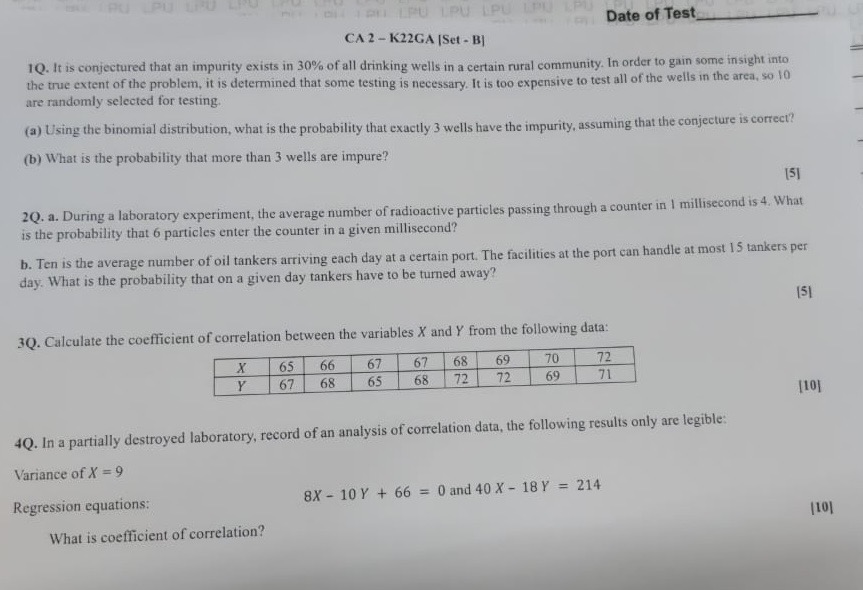 LPU LPU LPU LPU LPU
Date of Test
CA 2 – K22GA [Set - B]
1Q. It is conjectured that an impurity exists in 30% of all drinking wells in a certain rural community. In order to gain some insight into
the true extent of the problem, it is determined that some testing is necessary. It is too expensive to test all of the wells in the area, so 10
are randomly selected for testing.
(a) Using the binomial distribution, what is the probability that exactly 3 wells have the impurity, assuming that the conjecture is correct?
(b) What is the probability that more than 3 wells are impure?
[5]
2Q. a. During a laboratory experiment, the average number of radioactive particles passing through a counter in 1 millisecond is 4. What
is the probability that 6 particles enter the counter in a given millisecond?
b. Ten is the average number of oil tankers arriving each day at a certain port. The facilities at the port can handle at most 15 tankers per
day. What is the probability that on a given day tankers have to be turned away?
[5]
3Q. Calculate the coefficient of correlation between the variables X and Y from the following data:
X 65 66 67 67 68 69 70 72
Y 67 68 65 68 72 72 69 71
[10]
4Q. In a partially destroyed laboratory, record of an analysis of correlation data, the following results only are legible:
Variance of X = 9
Regression equations: 8X – 10 Y + 66 = 0 and 40 X – 18 Y = 214
[10]
What is coefficient of correlation?